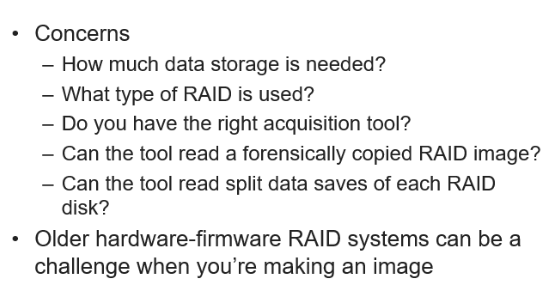 • Concerns
– How much data storage is needed?
– What type of RAID is used?
– Do you have the right acquisition tool?
– Can the tool read a forensically copied RAID image?
– Can the tool read split data saves of each RAID
disk?
• Older hardware-firmware RAID systems can be a
challenge when you’re making an image